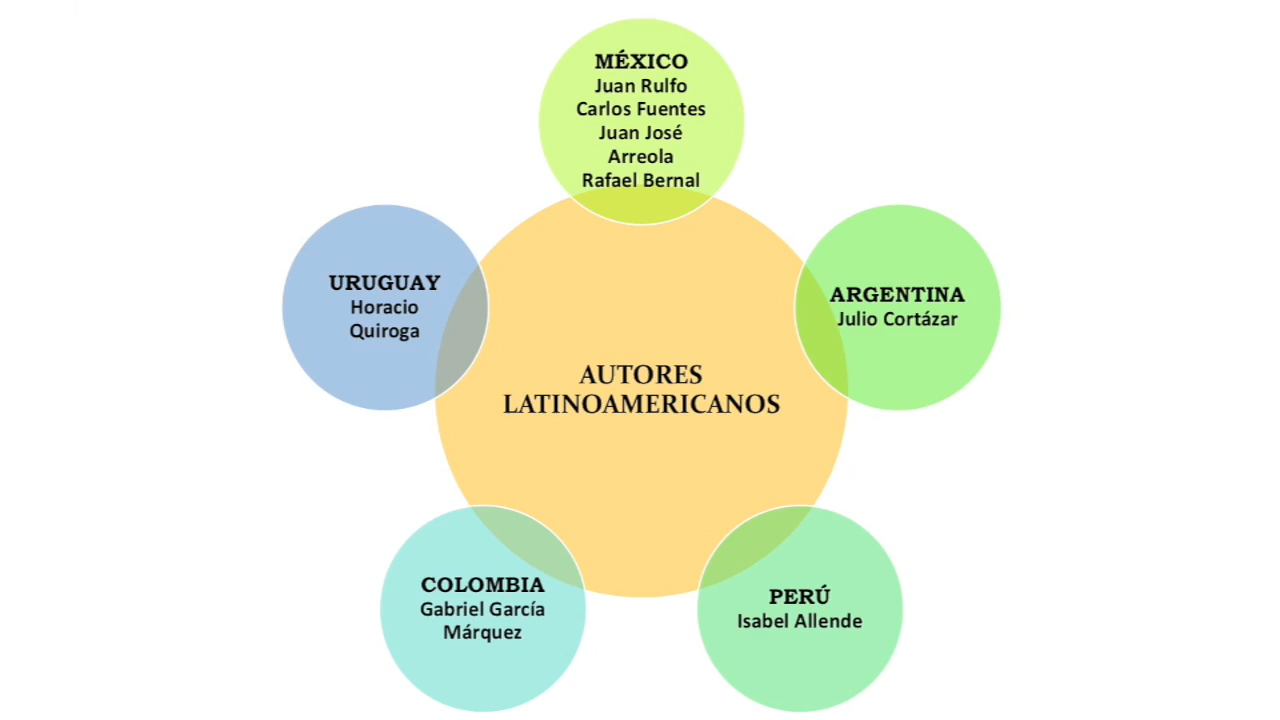 MÉXICO
Juan Rulfo
Carlos Fuentes
Juan José
Arreola
Rafael Bernal
URUGUAY
Horacio
Quiroga
ARGENTINA
Julio Cortázar
AUTORES
LATINOAMERICANOS
COLOMBIA
Gabriel García
Márquez
PERÚ
Isabel Allende